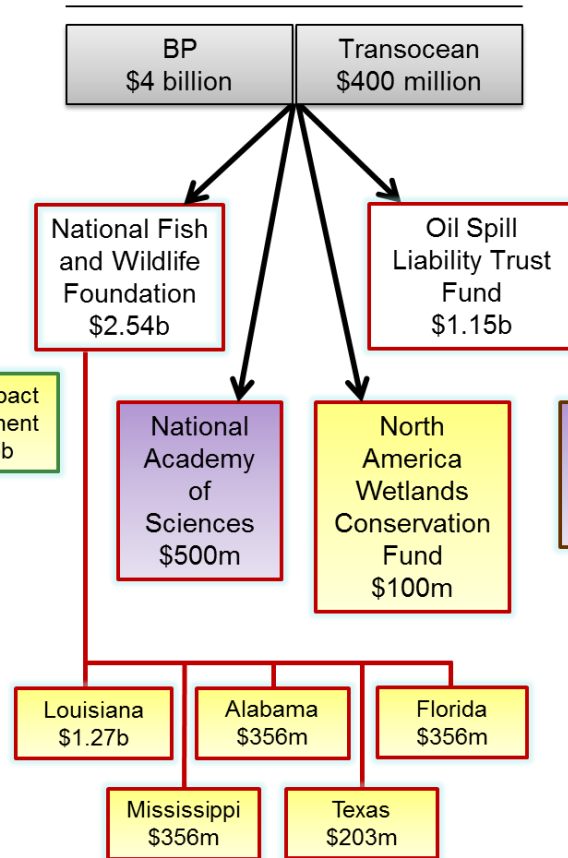 BP
$4 billion
Transocean
$400 million
National Fish
and Wildlife
Foundation
$2.54b
Oil Spill
Liability Trust
Fund
$1.15b
National
Academy
of
Sciences
$500m
North
America
Wetlands
Conservation
Fund
$100m
Louisiana
$1.27b
Alabama
$356m
Florida
$356m
Mississippi
$356m
Texas
$203m